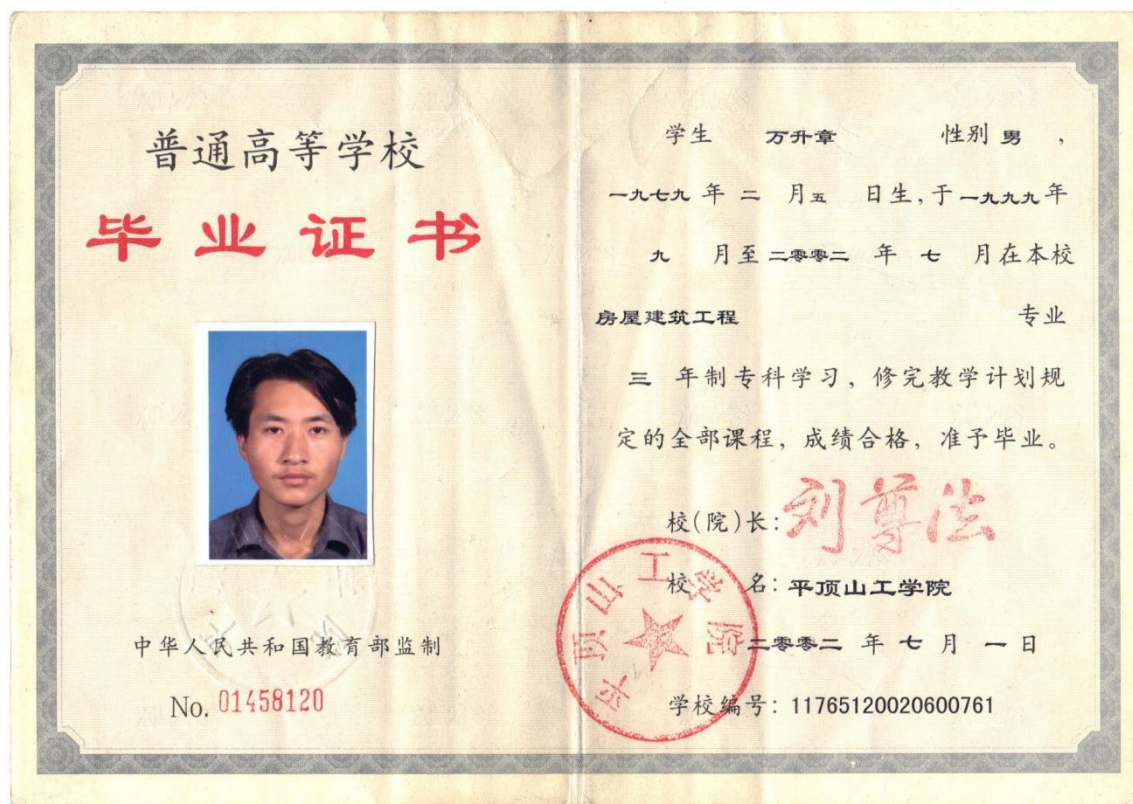 普通高等学校
毕业证书
中华人民共和国教育部监制
No. 01458120
学生 万升章 性别 男 ，
一九七九 年 二 月 五 日生，于 一九九九 年
九 月至 二零零二 年 七 月在本校
房屋建筑工程 专业
三 年制专科学习，修完教学计划规
定的全部课程，成绩合格，准予毕业。
校(院)长：刘尊法
校 名：平顶山工学院
二零零二 年 七 月 一 日
学校编号：11765120020600761
平顶山工学院